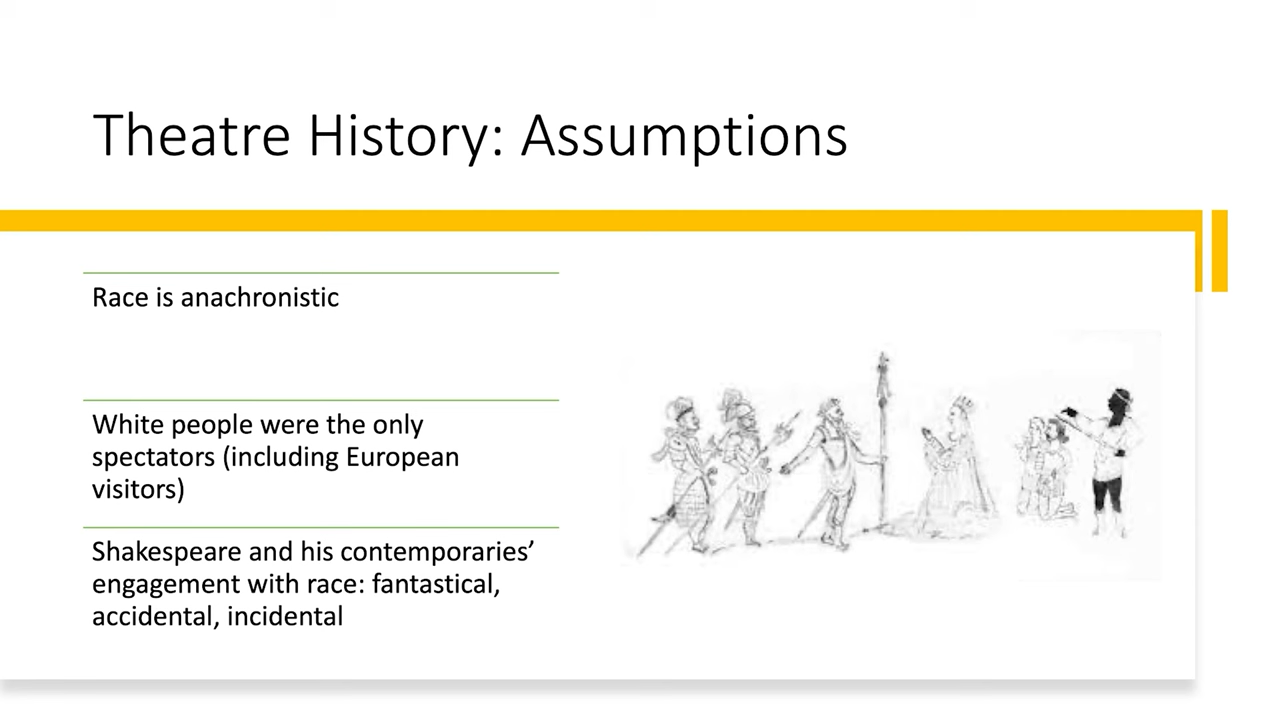 Theatre History: Assumptions
Race is anachronistic
White people were the only
spectators (including European
visitors)
Shakespeare and his contemporaries’
engagement with race: fantastical,
accidental, incidental